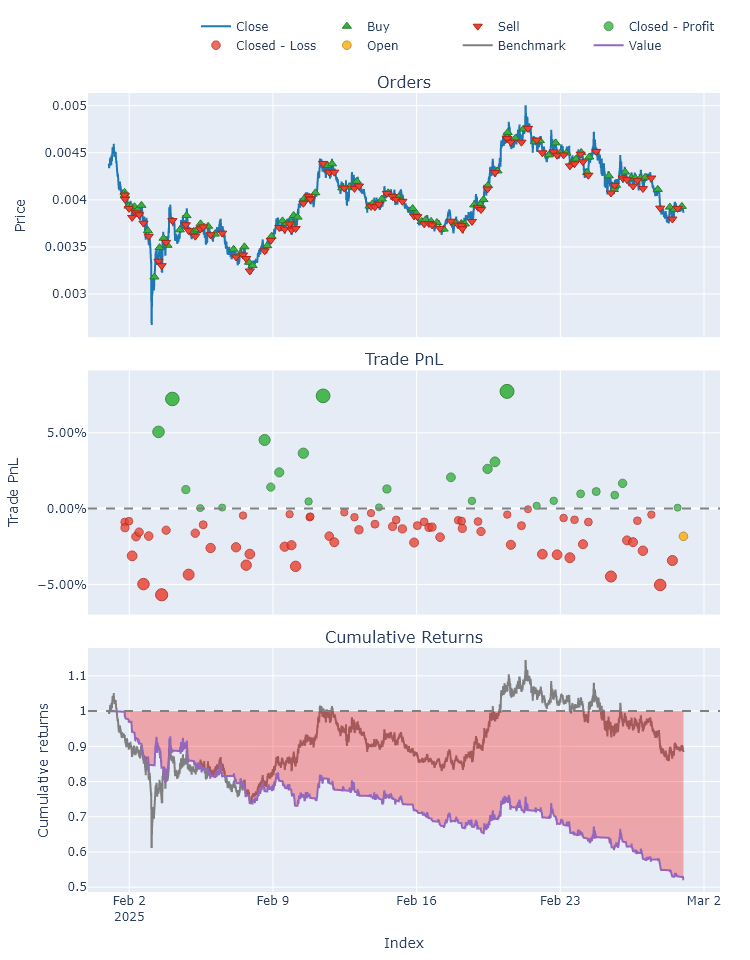 Close Buy Sell Closed - Profit
Closed - Loss Open Benchmark Value
Orders
0.005
0.0045
0.004
0.0035
0.003
Price
Trade PnL
5.00%
0.00%
−5.00%
Trade PnL
Cumulative Returns
1.1
1
0.9
0.8
0.7
0.6
0.5
Cumulative returns
Feb 2 Feb 9 Feb 16 Feb 23 Mar 2
2025
Index